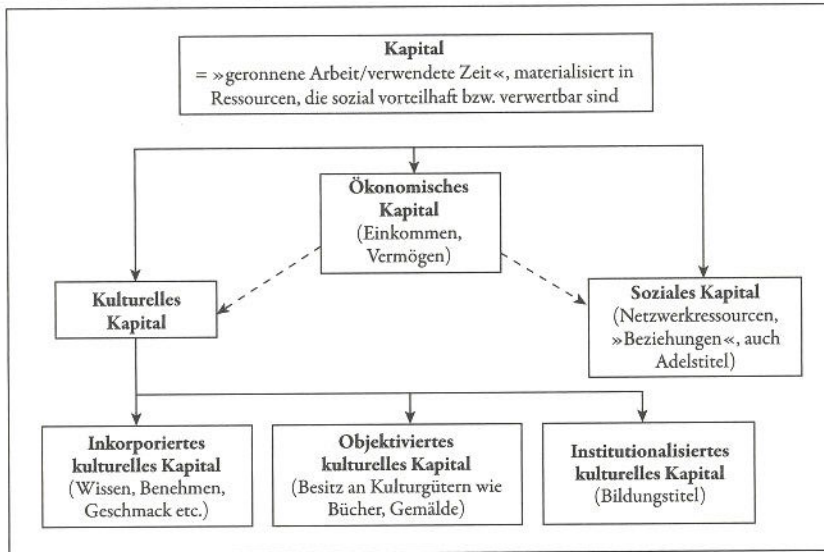 Kapital
= »geronnene Arbeit/verwendete Zeit«, materialisiert in
Ressourcen, die sozial vorteilhaft bzw. verwertbar sind
Ökonomisches
Kapital
(Einkommen,
Vermögen)
Kulturelles
Kapital
Soziales Kapital
(Netzwerkressourcen,
»Beziehungen«, auch
Adelstitel)
Inkorporiertes
kulturelles Kapital
(Wissen, Benehmen,
Geschmack etc.)
Objektiviertes
kulturelles Kapital
(Besitz an Kulturgütern wie
Bücher, Gemälde)
Institutionalisiertes
kulturelles Kapital
(Bildungstitel)